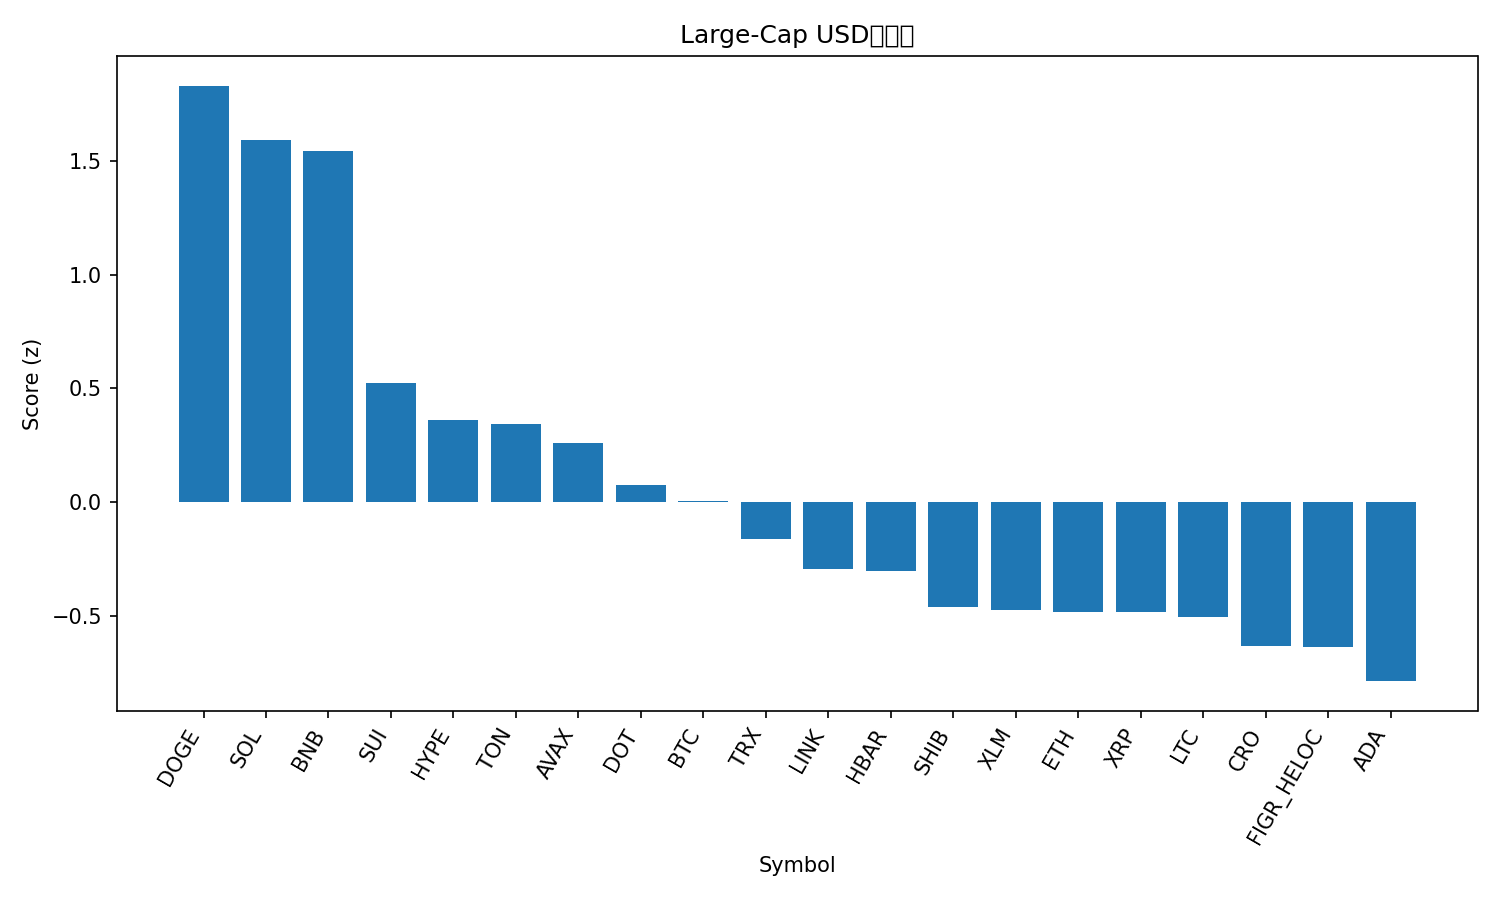 Large-Cap USD
Score (z)
1.5
1.0
0.5
0.0
−0.5
DOGE
SOL
BNB
SUI
HYPE
TON
AVAX
DOT
BTC
TRX
LINK
HBAR
SHIB
XLM
ETH
XRP
LTC
CRO
FIGR_HELOC
ADA
Symbol